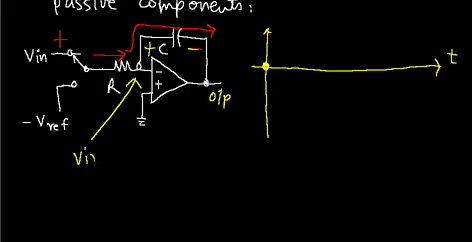 passive components:
+
+ C -
Vin
R
- +
o/p
t
- Vref
Vin